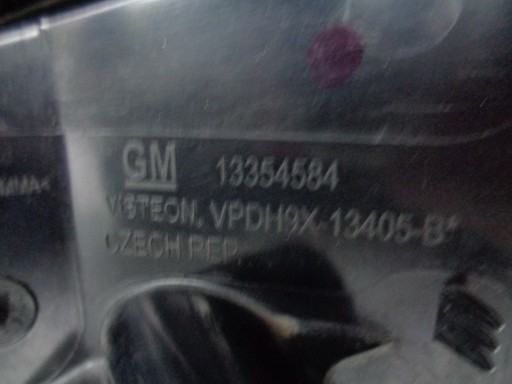 GM 13354584
VISTEON, VPDH9X-13405-B*
CZECH REP.